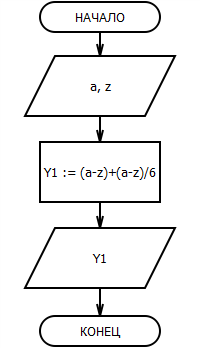 НАЧАЛО
a, z
Y1 := (a-z)+(a-z)/6
Y1
КОНЕЦ